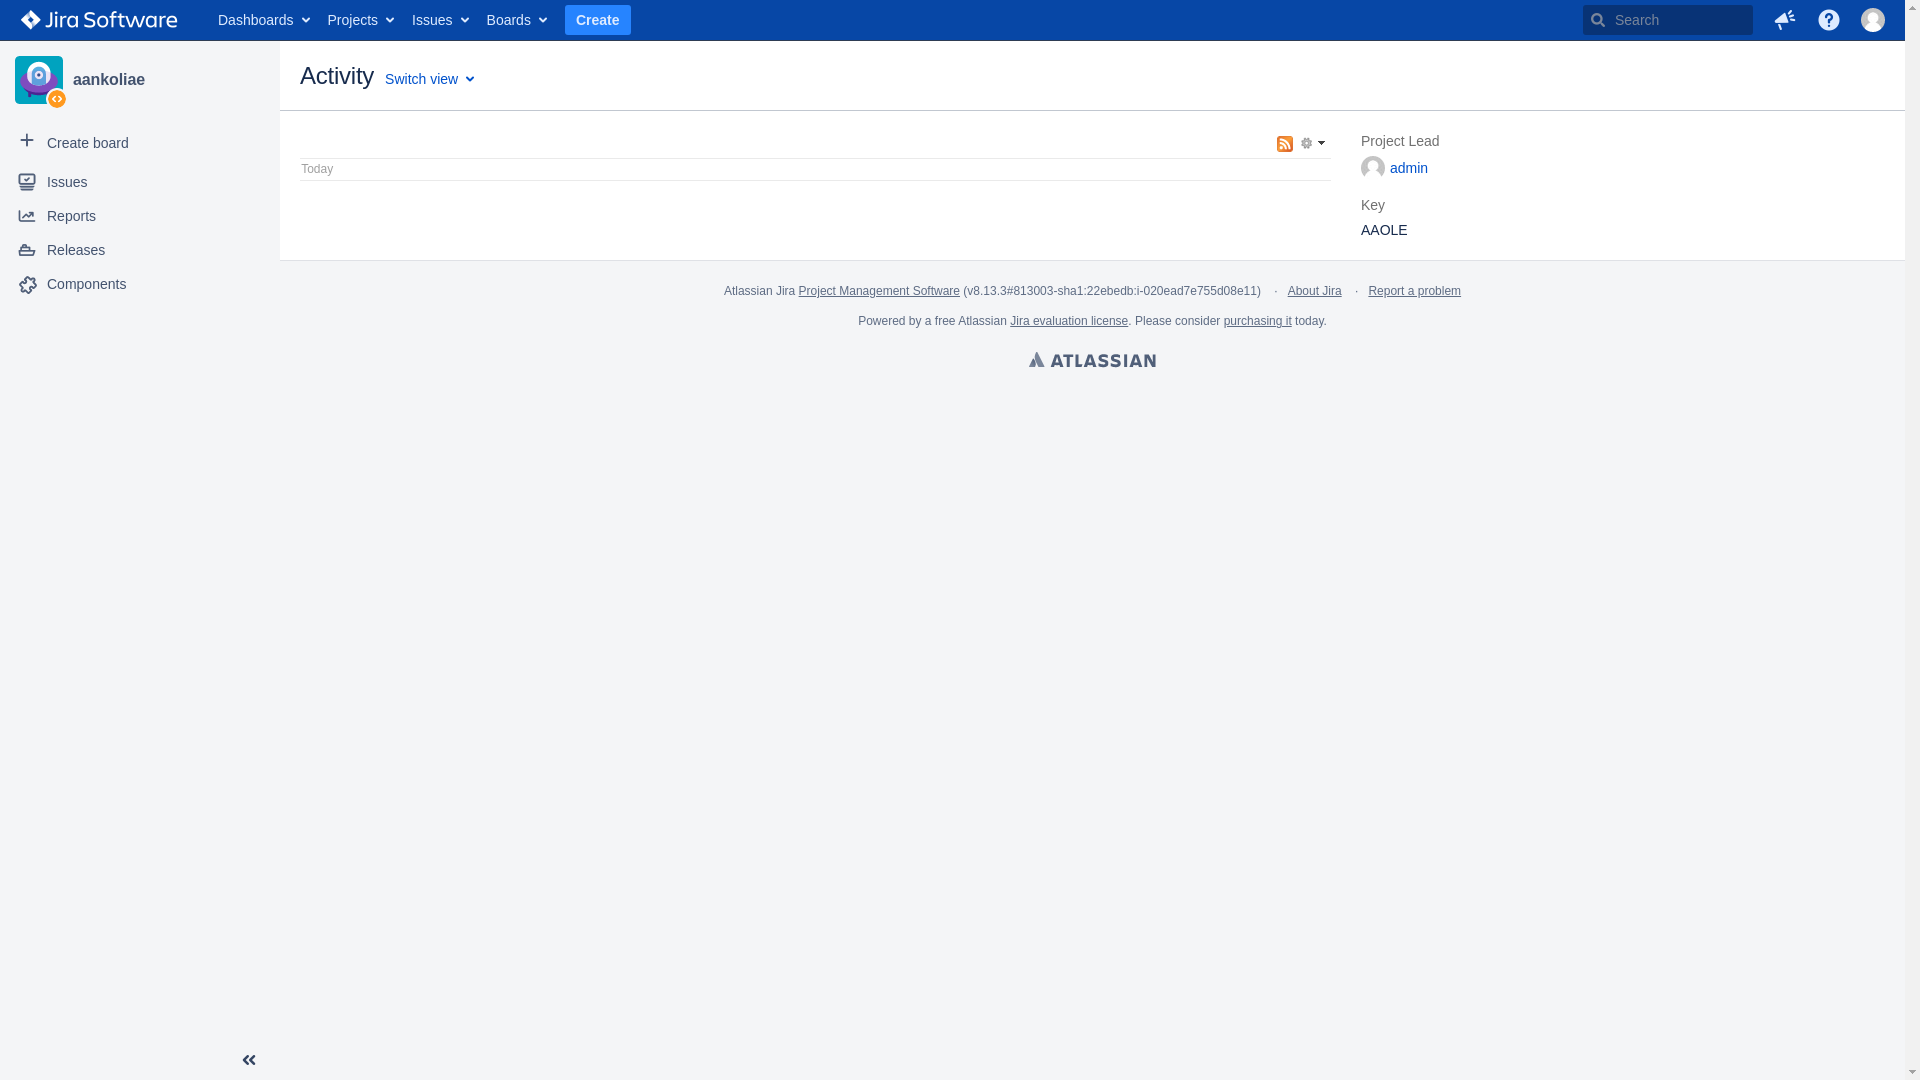 Jira Software Dashboards Projects Issues Boards Create Search
aankoliae
Create board
Issues
Reports
Releases
Components
Activity Switch view
Today
Project Lead
admin
Key
AAOLE
Atlassian Jira Project Management Software (v8.13.3#813003-sha1:22ebedb:i-020ead7e755d08e11) · About Jira · Report a problem
Powered by a free Atlassian Jira evaluation license. Please consider purchasing it today.
ATLASSIAN